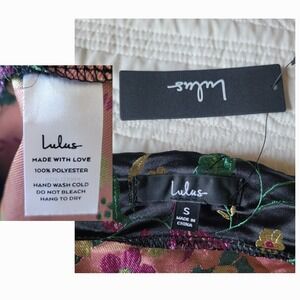 Lulus
MADE WITH LOVE
100% POLYESTER
HAND WASH COLD
DO NOT BLEACH
HANG TO DRY
Lulus
Lulus
S
MADE IN
CHINA